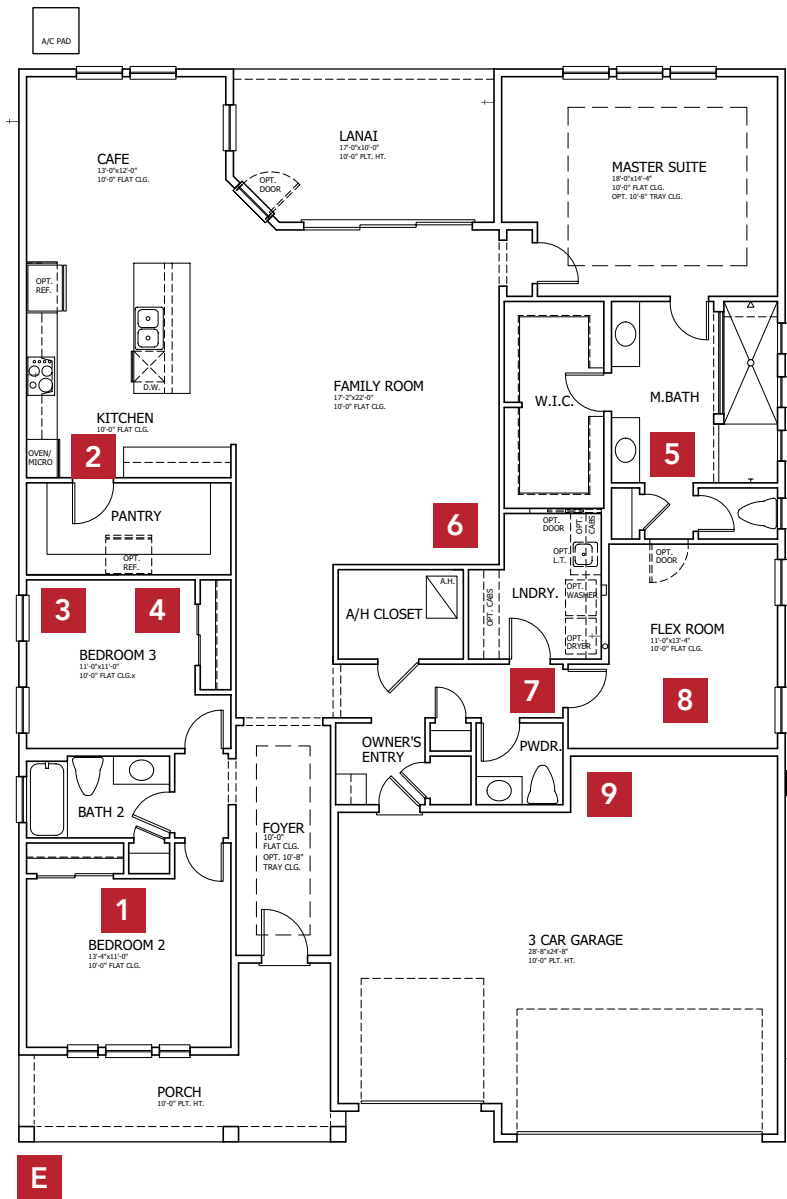 A/C PAD
CAFE
13'-0"x12'-0"
10'-0" FLAT CLG.
LANAI
17'-0"x10'-0"
10'-0" PLT. HT.
OPT.
DOOR
MASTER SUITE
18'-0"x14'-4"
10'-0" FLAT CLG.
OPT. 10'-8" TRAY CLG.
OPT.
REF.
D.W.
KITCHEN
10'-0" FLAT CLG.
OVEN/
MICRO
2
FAMILY ROOM
17'-2"x22'-0"
10'-0" FLAT CLG.
W.I.C.
M.BATH
5
PANTRY
OPT.
REF.
6
OPT.
DOOR
OPT.
CABS
OPT.
L.T.
LNDRY.
OPT. CABS
OPT.
WASHER
OPT.
DRYER
OPT.
DOOR
FLEX ROOM
11'-0"x13'-4"
10'-0" FLAT CLG.
8
3
4
BEDROOM 3
11'-0"x11'-0"
10'-0" FLAT CLG.x
A.H.
A/H CLOSET
7
OWNER'S
ENTRY
PWDR.
9
BATH 2
FOYER
10'-0"
FLAT CLG.
OPT. 10'-8"
TRAY CLG.
1
BEDROOM 2
13'-4"x11'-0"
10'-0" FLAT CLG.
3 CAR GARAGE
28'-8"x24'-8"
10'-0" PLT. HT.
PORCH
10'-0" PLT. HT.
E